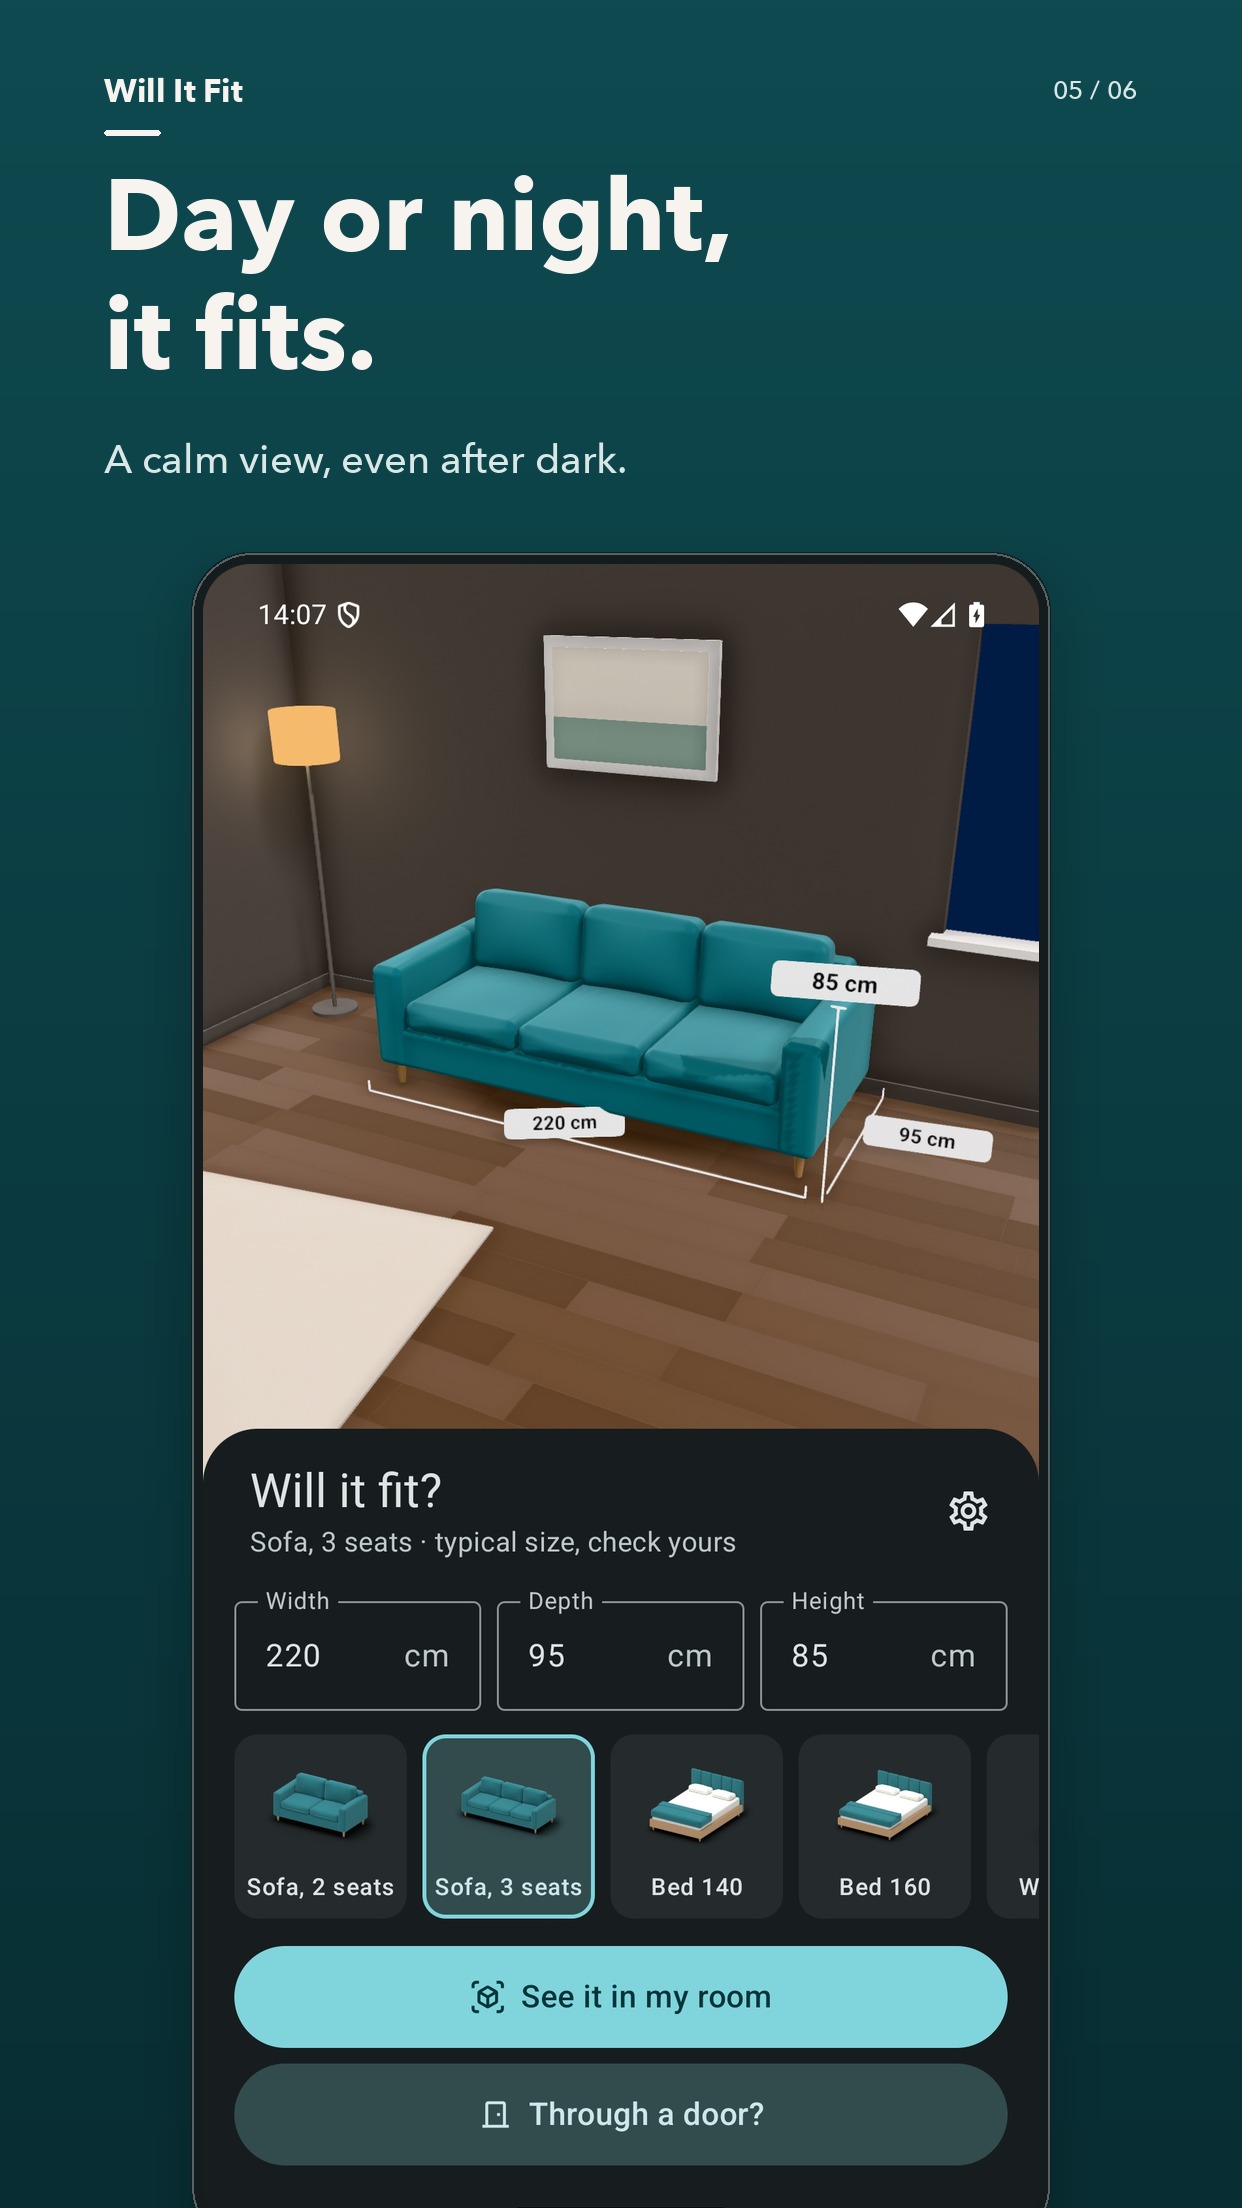 Will It Fit
05 / 06
Day or night,
it fits.
A calm view, even after dark.
14:07
85 cm
220 cm
95 cm
Will it fit?
Sofa, 3 seats · typical size, check yours
Width
Depth
Height
220 cm
95 cm
85 cm
Sofa, 2 seats
Sofa, 3 seats
Bed 140
Bed 160
W
See it in my room
Through a door?